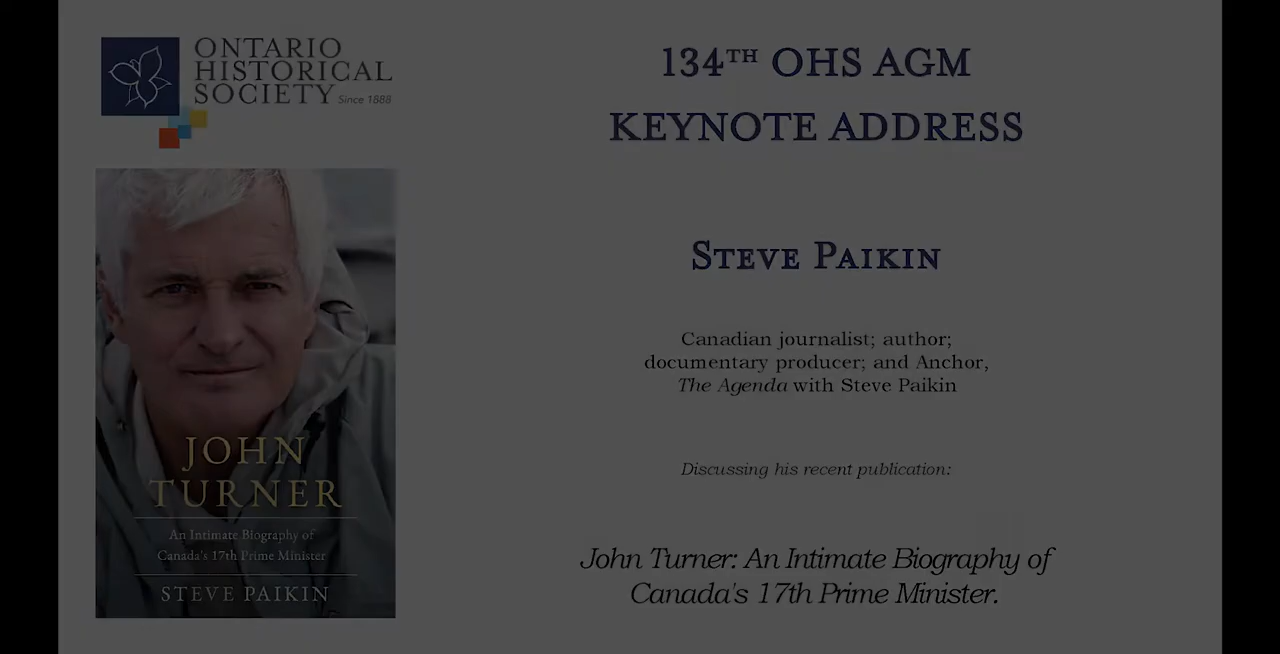 ONTARIO
HISTORICAL
SOCIETY Since 1888
JOHN
TURNER
An Intimate Biography of
Canada's 17th Prime Minister
STEVE PAIKIN
134TH OHS AGM
KEYNOTE ADDRESS
STEVE PAIKIN
Canadian journalist; author;
documentary producer; and Anchor,
The Agenda with Steve Paikin
Discussing his recent publication:
John Turner: An Intimate Biography of
Canada's 17th Prime Minister.